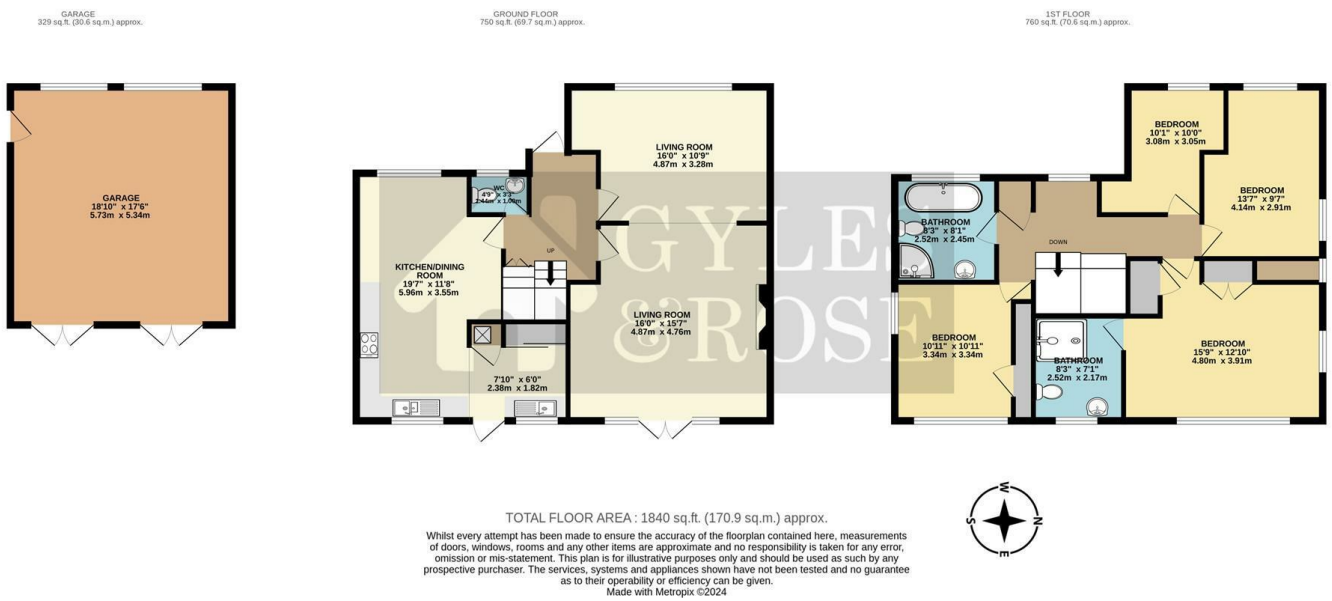 GARAGE
329 sq.ft. (30.6 sq.m.) approx.
GROUND FLOOR
750 sq.ft. (69.7 sq.m.) approx.
1ST FLOOR
760 sq.ft. (70.6 sq.m.) approx.
GARAGE
18'10" x 17'6"
5.73m x 5.34m
LIVING ROOM
16'0" x 10'9"
4.87m x 3.28m
WC
4'9" x 3'3"
1.44m x 1.00m
KITCHEN/DINING
ROOM
19'7" x 11'8"
5.96m x 3.55m
UP
LIVING ROOM
16'0" x 15'7"
4.87m x 4.76m
7'10" x 6'0"
2.38m x 1.82m
BEDROOM
10'1" x 10'0"
3.08m x 3.05m
BEDROOM
13'7" x 9'7"
4.14m x 2.91m
BATHROOM
8'3" x 8'1"
2.52m x 2.45m
DOWN
BEDROOM
10'11" x 10'11"
3.34m x 3.34m
BATHROOM
8'3" x 7'1"
2.52m x 2.17m
BEDROOM
15'9" x 12'10"
4.80m x 3.91m
GYLES
&ROSE
W
S
N
E
TOTAL FLOOR AREA : 1840 sq.ft. (170.9 sq.m.) approx.
Whilst every attempt has been made to ensure the accuracy of the floorplan contained here, measurements
of doors, windows, rooms and any other items are approximate and no responsibility is taken for any error,
omission or mis-statement. This plan is for illustrative purposes only and should be used as such by any
prospective purchaser. The services, systems and appliances shown have not been tested and no guarantee
as to their operability or efficiency can be given.
Made with Metropix ©2024